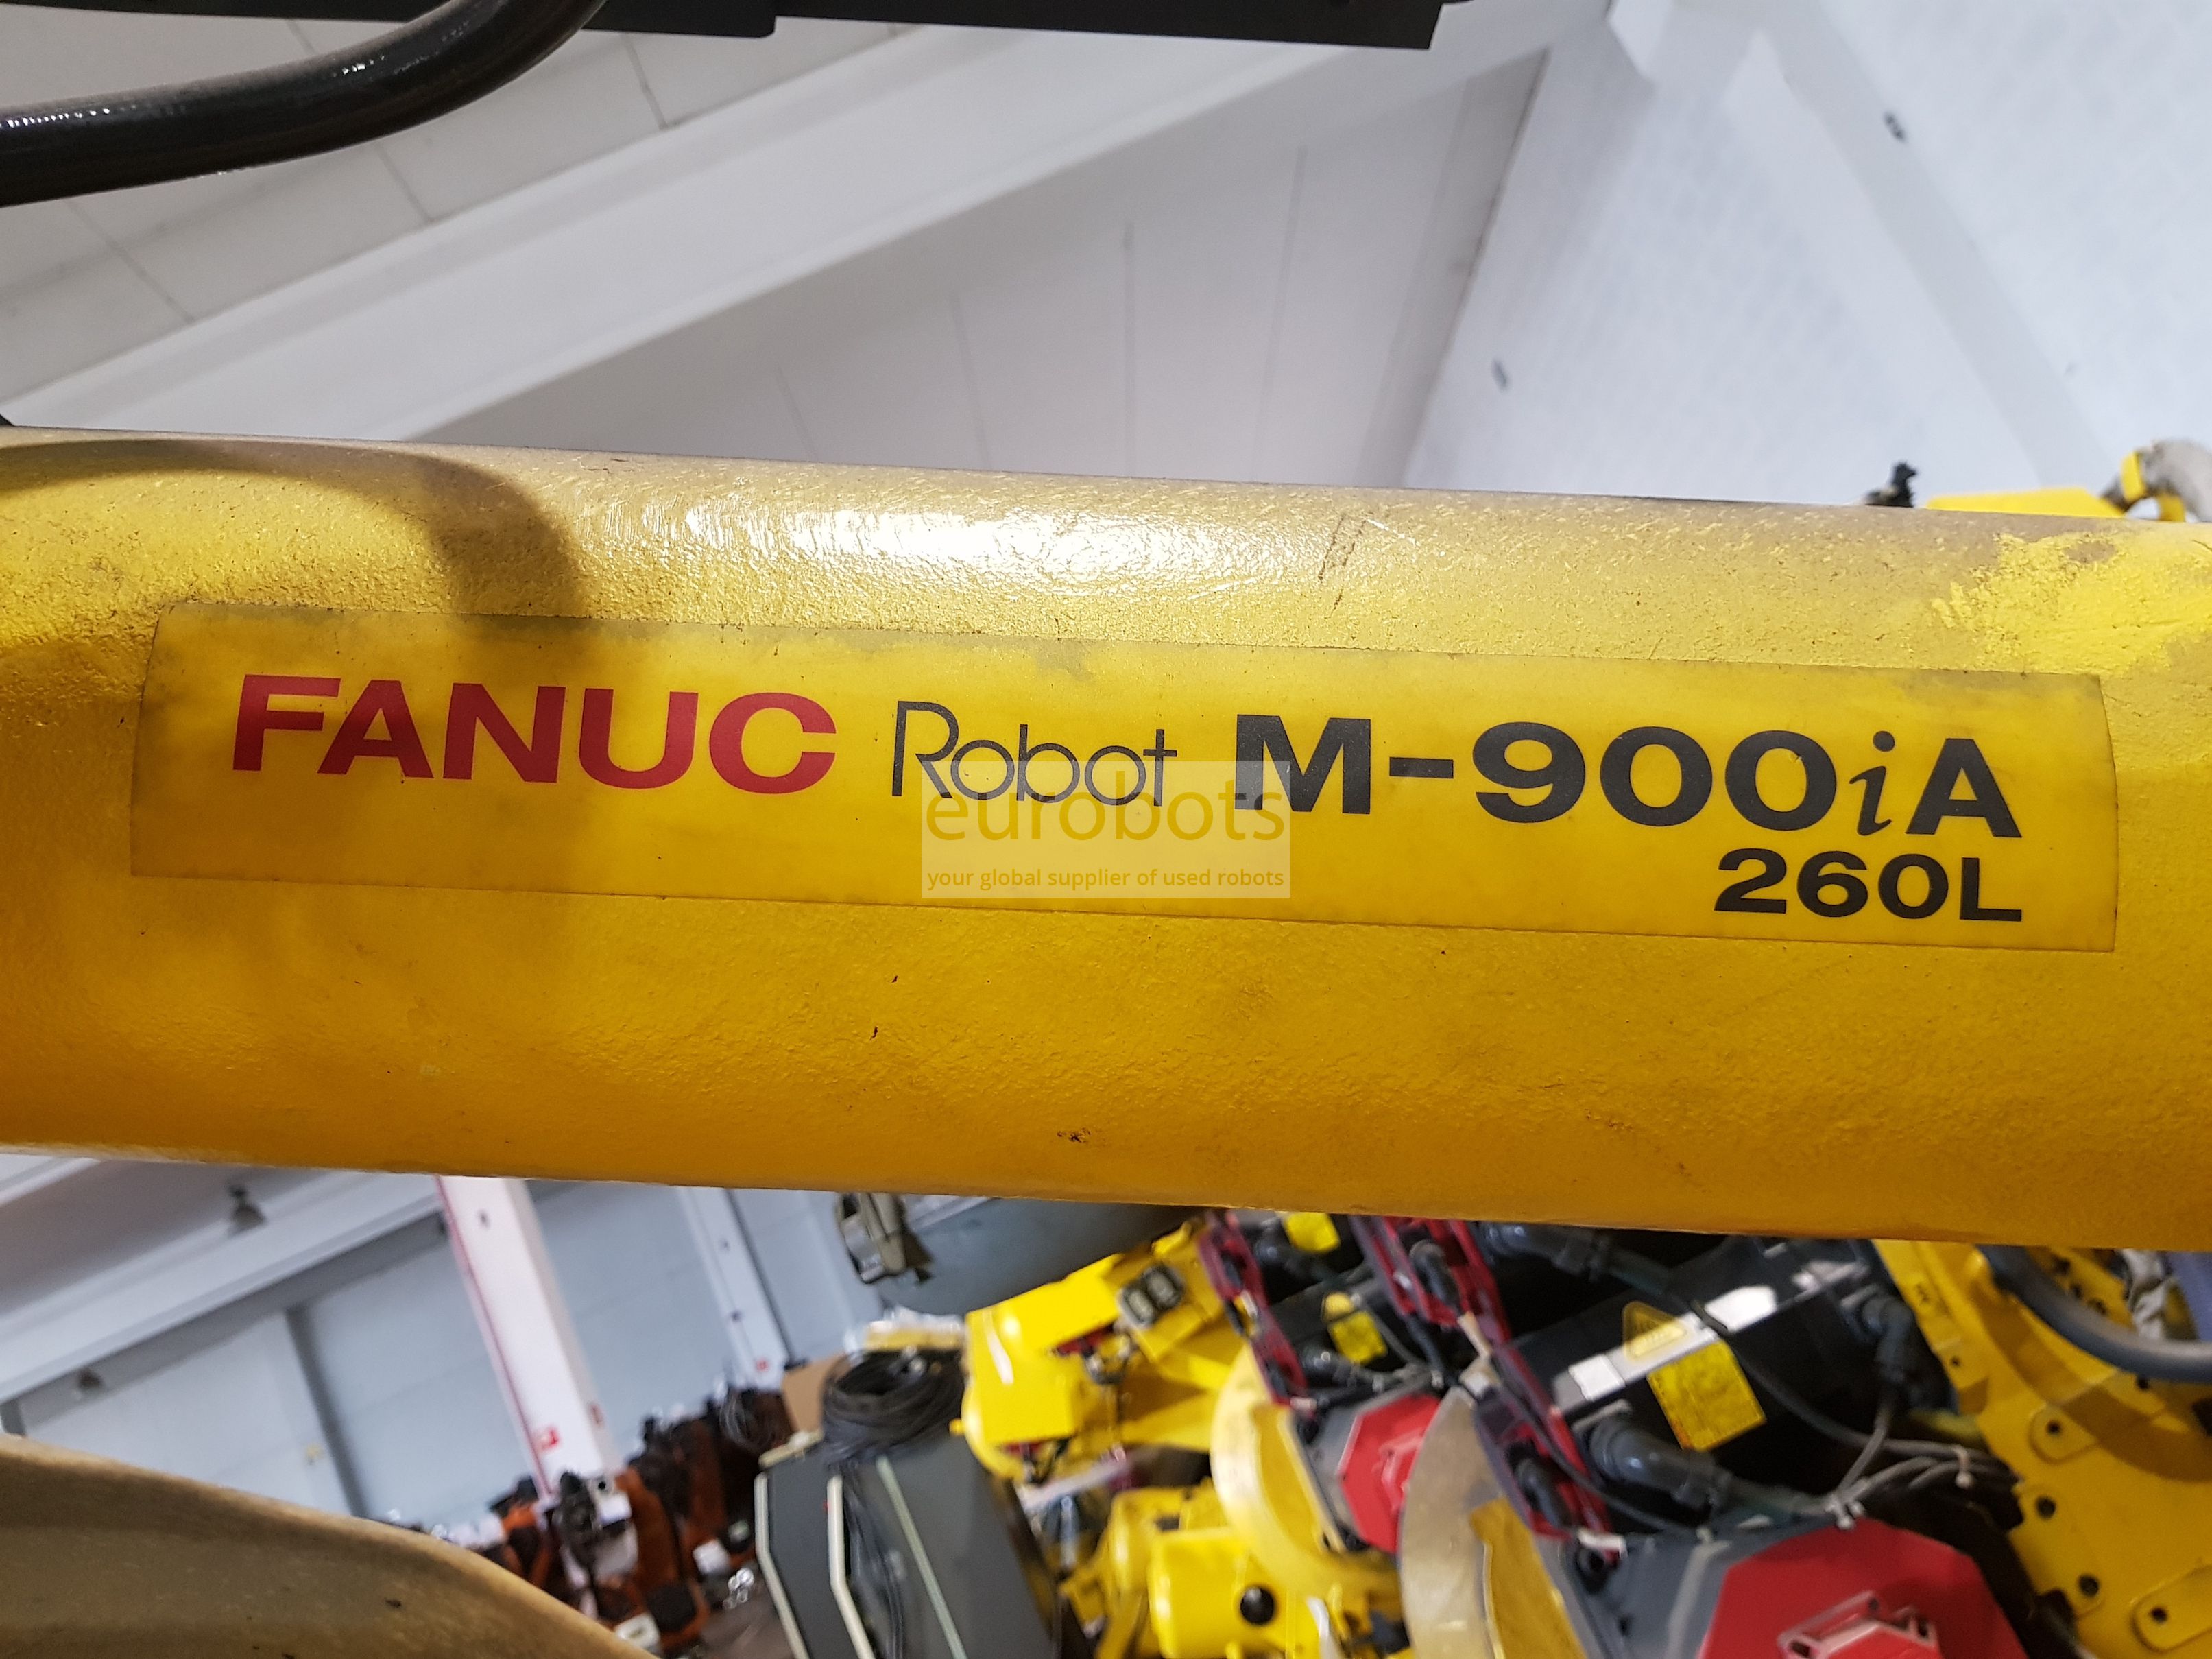 FANUC Robot M-900iA
260L
eurobots
your global supplier of used robots